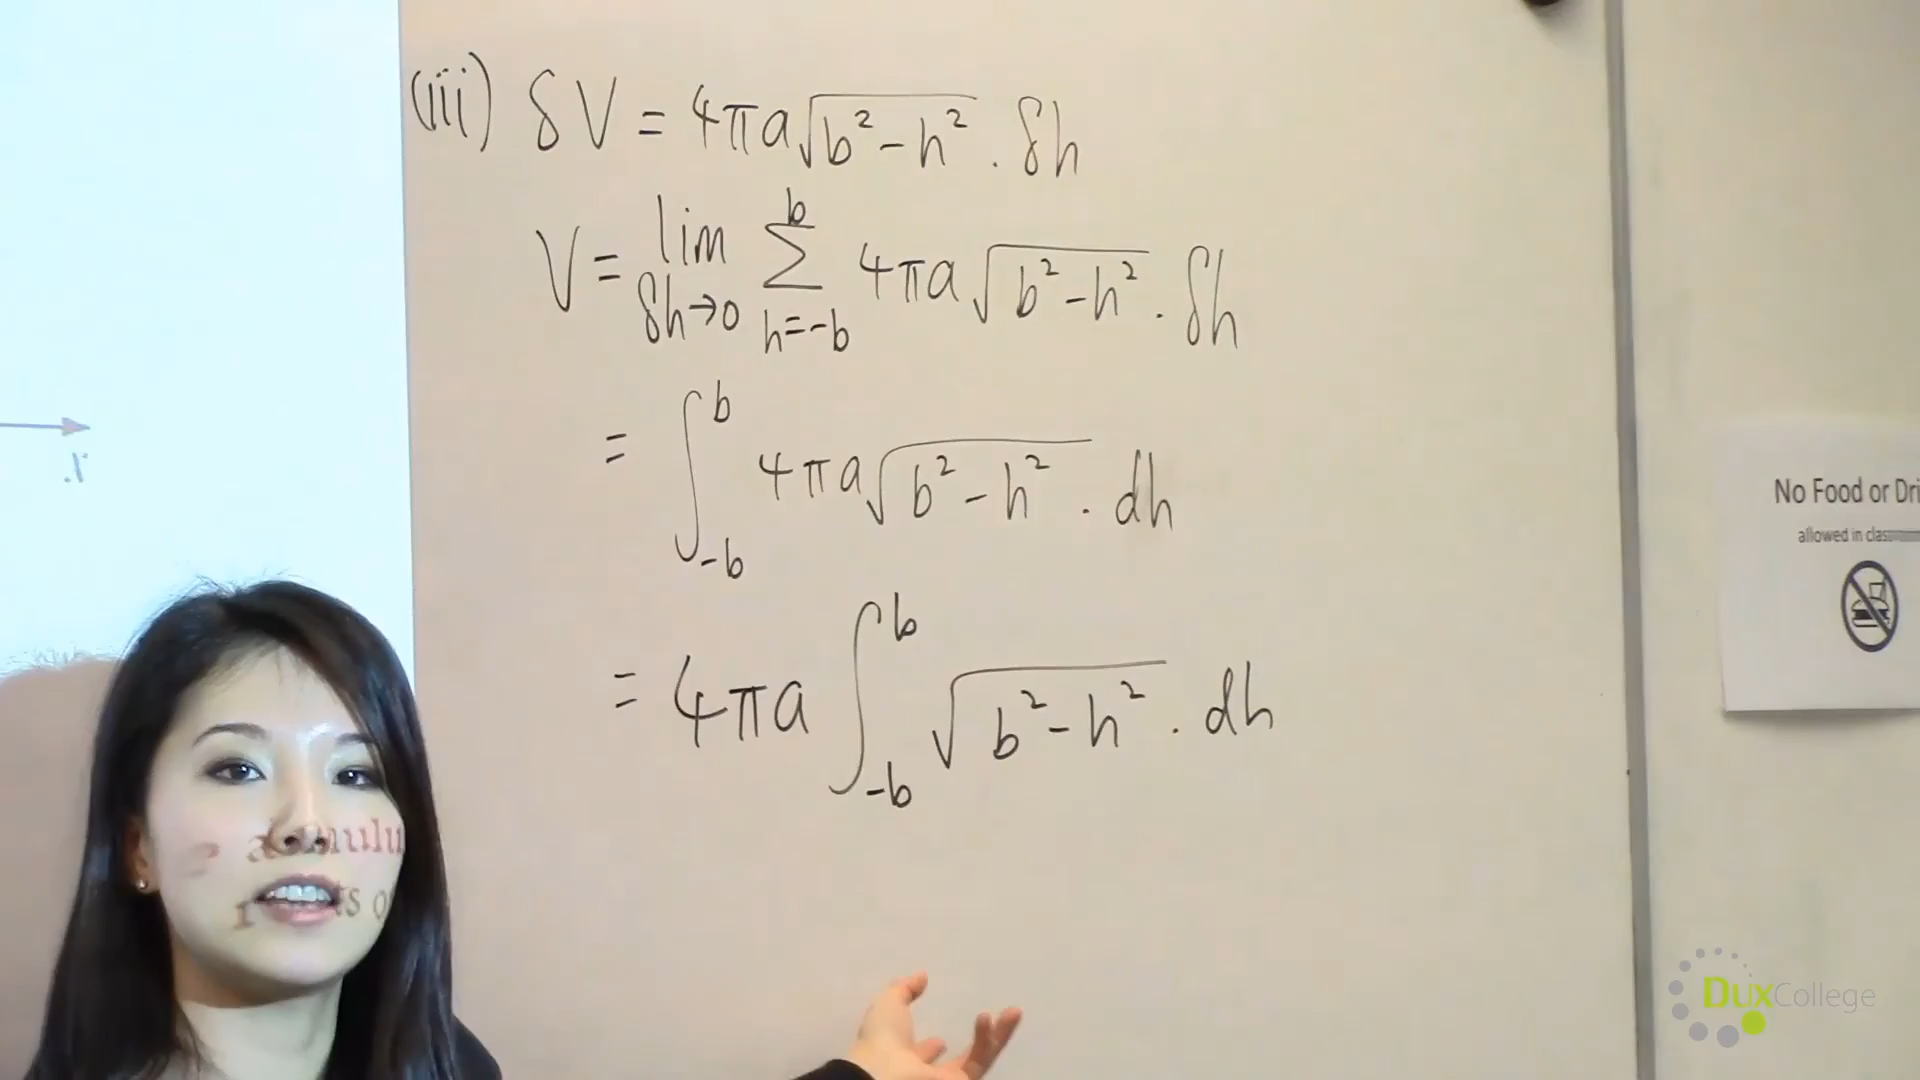 (iii) δV = 4πa√(b² - h²) . δh
V = lim δh→0 Σ h=-b b 4πa√(b² - h²) . δh
= ∫ -b b 4πa√(b² - h²) . dh
= 4πa ∫ -b b √(b² - h²) . dh
x
No Food or Dri
allowed in
DuxCollege